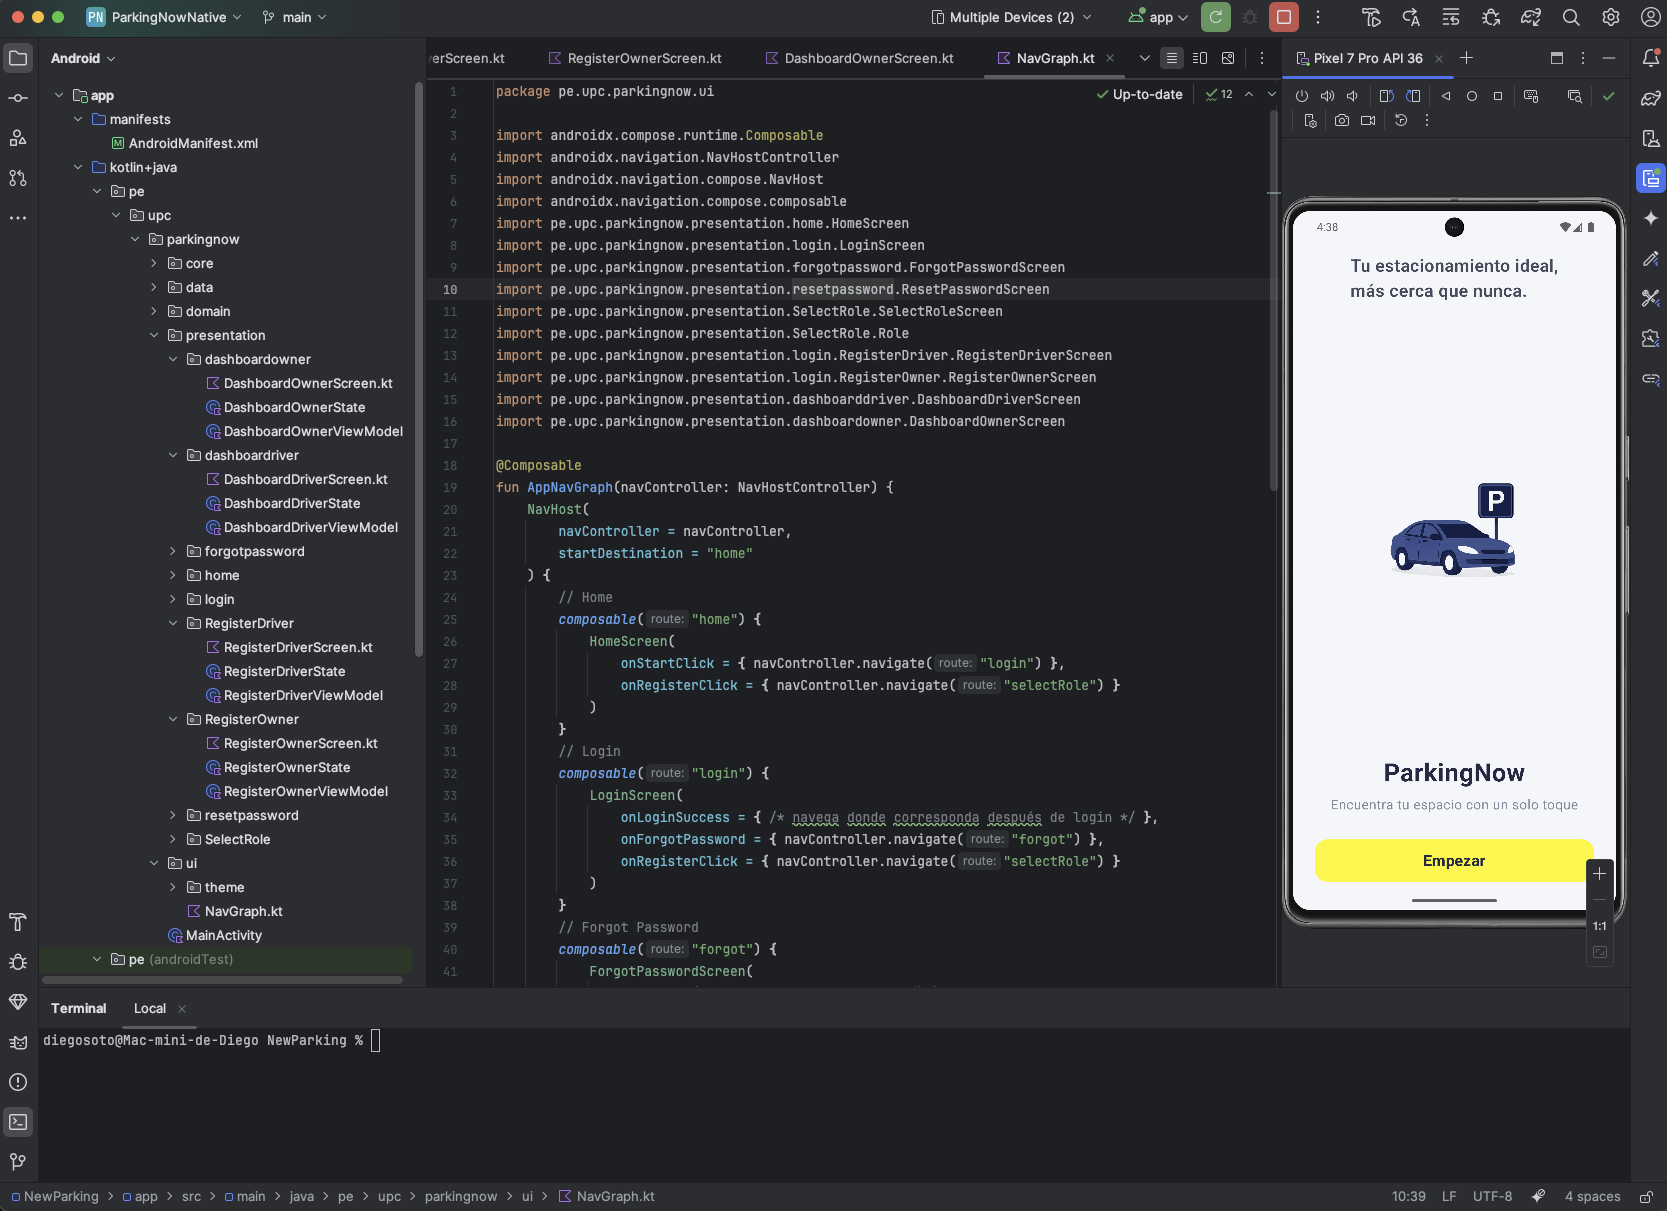 PN ParkingNowNative main Multiple Devices (2) app
Android
erScreen.kt RegisterOwnerScreen.kt DashboardOwnerScreen.kt NavGraph.kt
Pixel 7 Pro API 36
app
manifests
AndroidManifest.xml
kotlin+java
pe
upc
parkingnow
core
data
domain
presentation
dashboardowner
DashboardOwnerScreen.kt
DashboardOwnerState
DashboardOwnerViewModel
dashboardriver
DashboardDriverScreen.kt
DashboardDriverState
DashboardDriverViewModel
forgotpassword
home
login
RegisterDriver
RegisterDriverScreen.kt
RegisterDriverState
RegisterDriverViewModel
RegisterOwner
RegisterOwnerScreen.kt
RegisterOwnerState
RegisterOwnerViewModel
resetpassword
SelectRole
ui
theme
NavGraph.kt
MainActivity
pe (androidTest)
Up-to-date 12
1 package pe.upc.parkingnow.ui
2
3 import androidx.compose.runtime.Composable
4 import androidx.navigation.NavHostController
5 import androidx.navigation.compose.NavHost
6 import androidx.navigation.compose.composable
7 import pe.upc.parkingnow.presentation.home.HomeScreen
8 import pe.upc.parkingnow.presentation.login.LoginScreen
9 import pe.upc.parkingnow.presentation.forgotpassword.ForgotPasswordScreen
10 import pe.upc.parkingnow.presentation.resetpassword.ResetPasswordScreen
11 import pe.upc.parkingnow.presentation.SelectRole.SelectRoleScreen
12 import pe.upc.parkingnow.presentation.SelectRole.Role
13 import pe.upc.parkingnow.presentation.login.RegisterDriver.RegisterDriverScreen
14 import pe.upc.parkingnow.presentation.login.RegisterOwner.RegisterOwnerScreen
15 import pe.upc.parkingnow.presentation.dashboarddriver.DashboardDriverScreen
16 import pe.upc.parkingnow.presentation.dashboardowner.DashboardOwnerScreen
17
18 @Composable
19 fun AppNavGraph(navController: NavHostController) {
20 NavHost(
21 navController = navController,
22 startDestination = "home"
23 ) {
24 // Home
25 composable( route: "home") {
26 HomeScreen(
27 onStartClick = { navController.navigate( route: "login") },
28 onRegisterClick = { navController.navigate( route: "selectRole") }
29 )
30 }
31 // Login
32 composable( route: "login") {
33 LoginScreen(
34 onLoginSuccess = { /* navega donde corresponda después de login */ },
35 onForgotPassword = { navController.navigate( route: "forgot") },
36 onRegisterClick = { navController.navigate( route: "selectRole") }
37 )
38 }
39 // Forgot Password
40 composable( route: "forgot") {
41 ForgotPasswordScreen(
4:38
Tu estacionamiento ideal,
más cerca que nunca.
P
ParkingNow
Encuentra tu espacio con un solo toque
Empezar
1:1
Terminal Local
diegosoto@Mac-mini-de-Diego NewParking %
NewParking > app > src > main > java > pe > upc > parkingnow > ui > NavGraph.kt
10:39 LF UTF-8 4 spaces